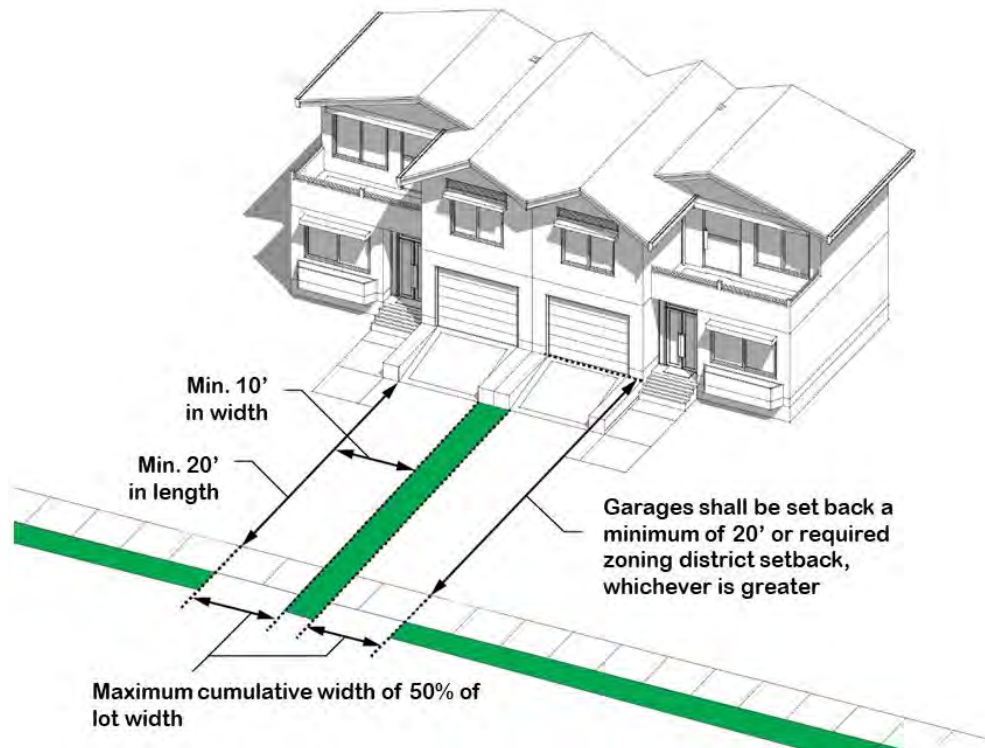 Min. 10’
in width
Min. 20’
in length
Garages shall be set back a
minimum of 20’ or required
zoning district setback,
whichever is greater
Maximum cumulative width of 50% of
lot width